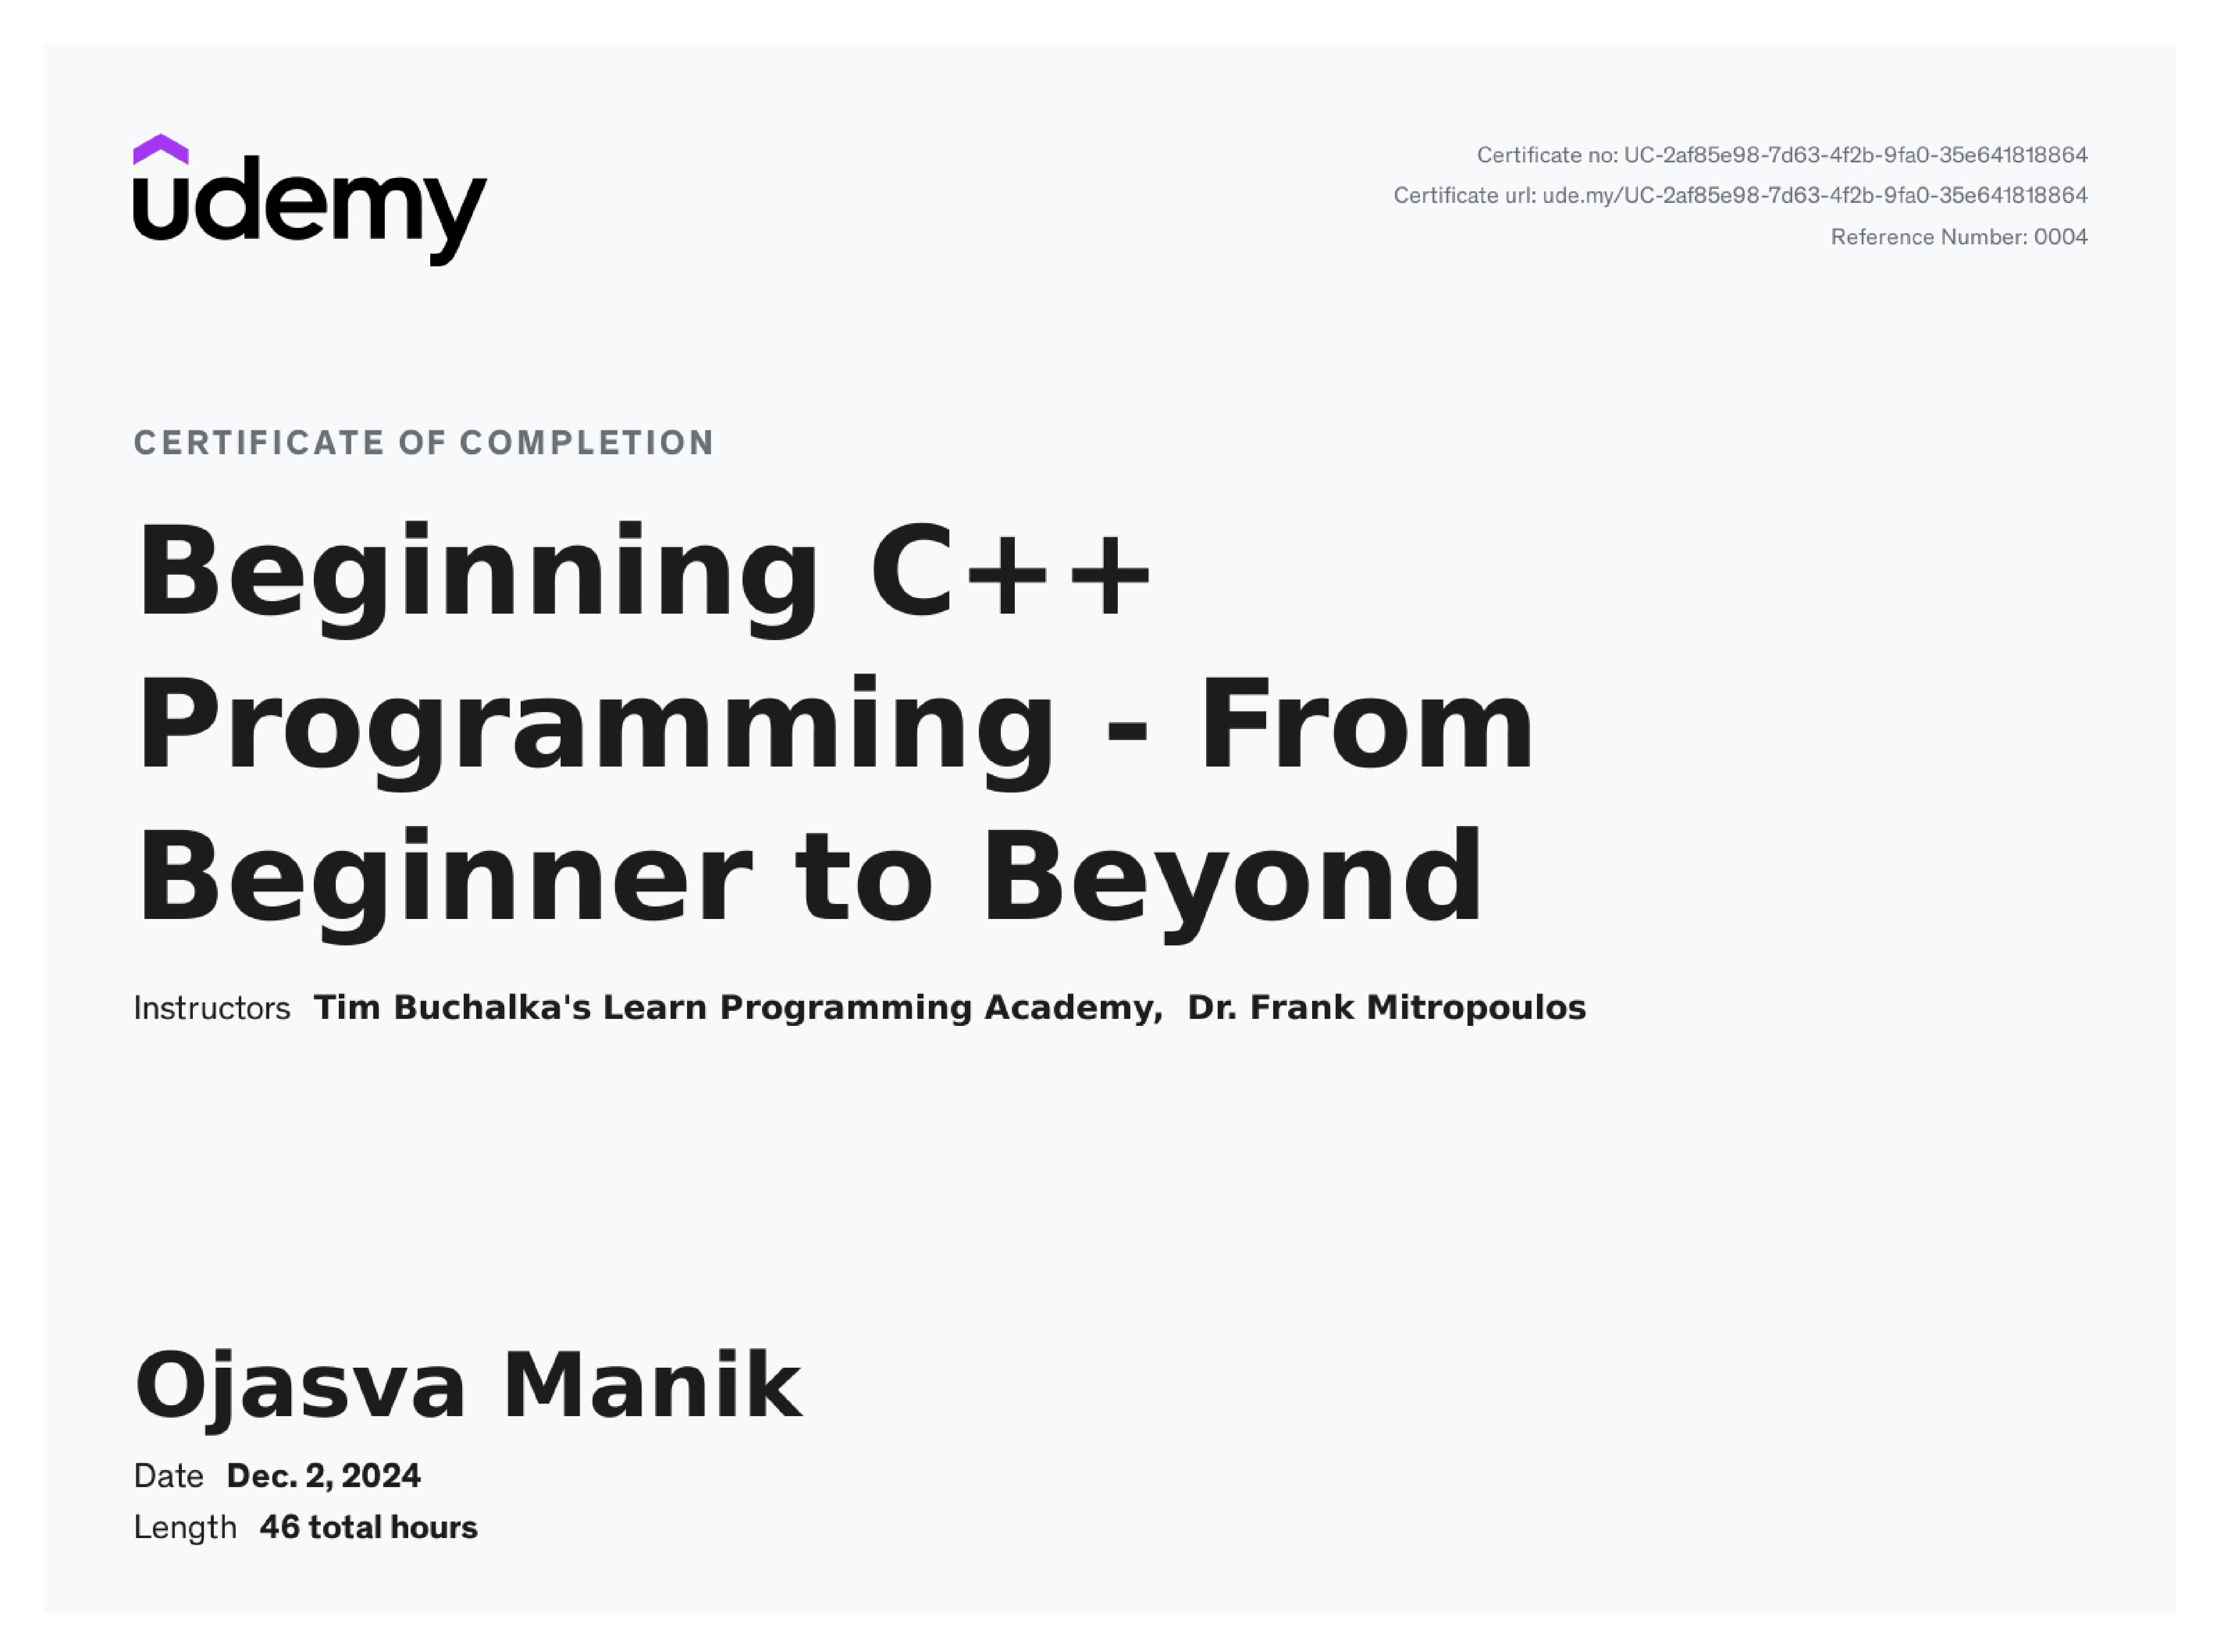 udemy
Certificate no: UC-2af85e98-7d63-4f2b-9fa0-35e641818864
Certificate url: ude.my/UC-2af85e98-7d63-4f2b-9fa0-35e641818864
Reference Number: 0004
CERTIFICATE OF COMPLETION
Beginning C++
Programming - From
Beginner to Beyond
Instructors Tim Buchalka's Learn Programming Academy, Dr. Frank Mitropoulos
Ojasva Manik
Date Dec. 2, 2024
Length 46 total hours